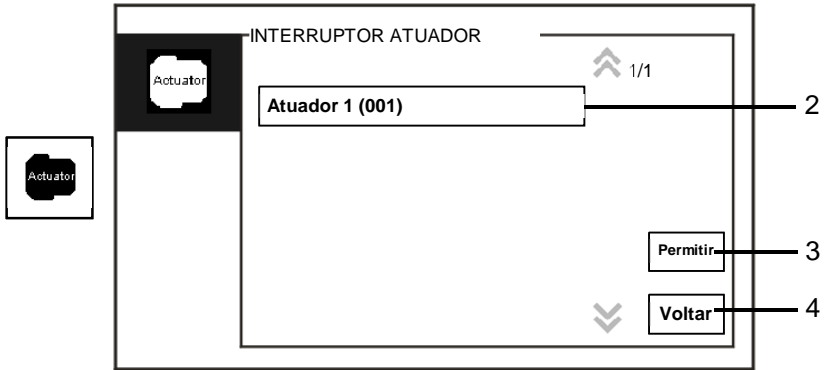 INTERRUPTOR ATUADOR
Actuator
1/1
Atuador 1 (001)
2
Actuator
Permitir
3
Voltar
4